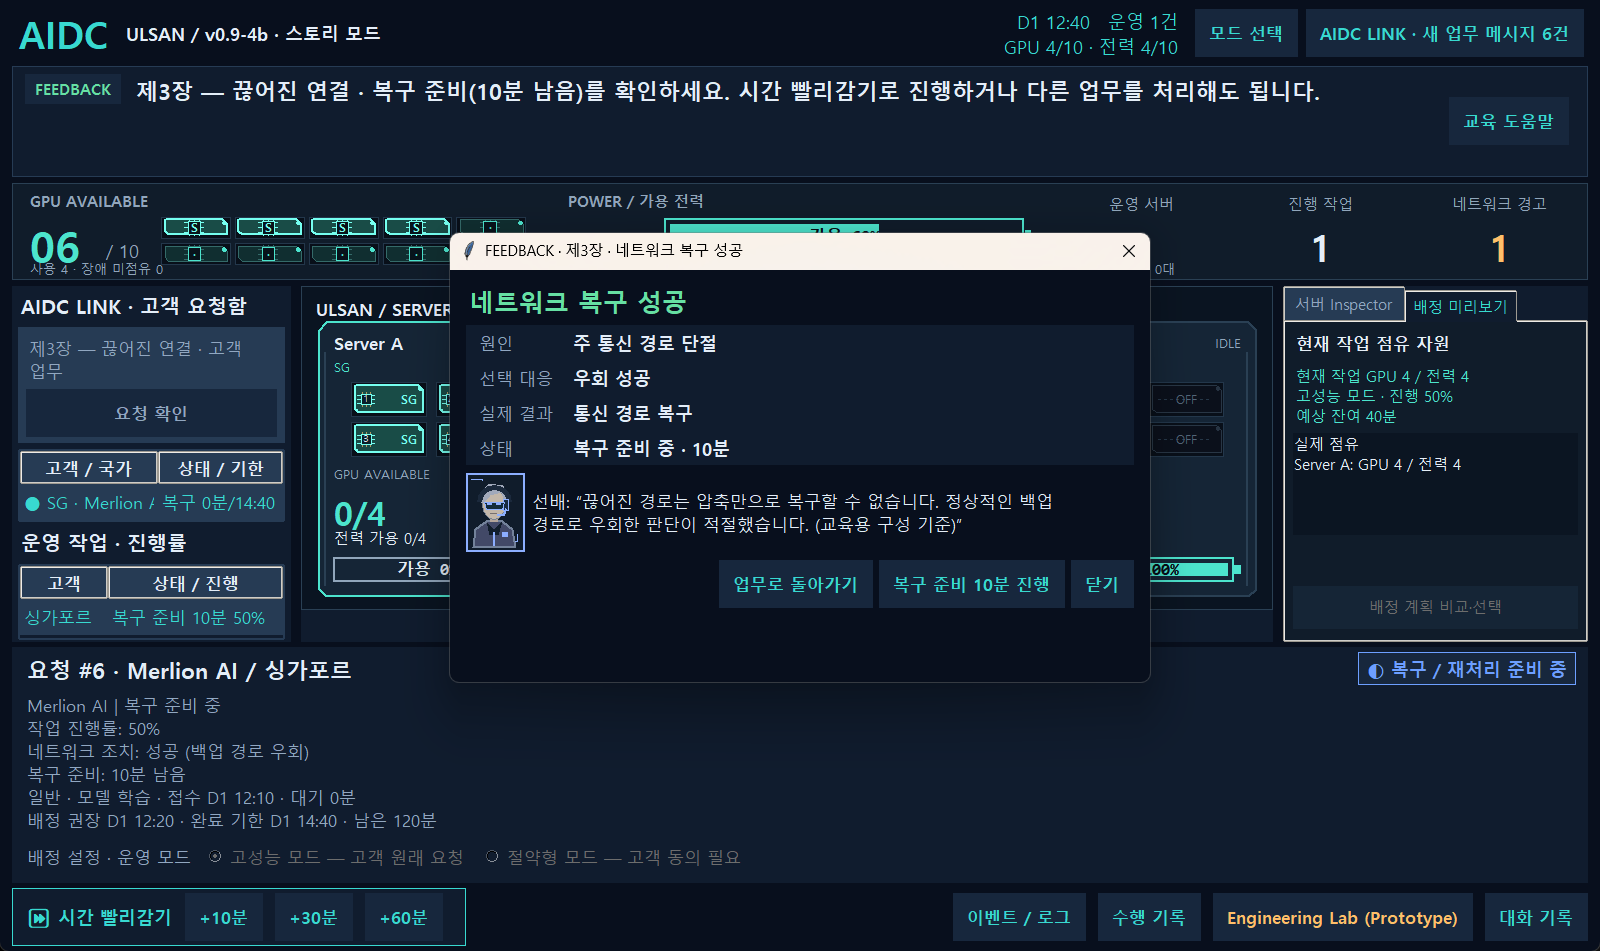 AIDC ULSAN / v0.9-4b · 스토리 모드
D1 12:40 운영 1건
GPU 4/10 · 전력 4/10
모드 선택
AIDC LINK · 새 업무 메시지 6건
FEEDBACK 제3장 — 끊어진 연결 · 복구 준비(10분 남음)를 확인하세요. 시간 빨리감기로 진행하거나 다른 업무를 처리해도 됩니다.
교육 도움말
GPU AVAILABLE
06 / 10
사용 4 · 장애 미점유 0
S S S S
POWER / 가용 전력
운영 서버
0대
진행 작업
1
네트워크 경고
1
AIDC LINK · 고객 요청함
제3장 — 끊어진 연결 · 고객
업무
요청 확인
고객 / 국가 상태 / 기한
SG · Merlion A 복구 0분/14:40
운영 작업 · 진행률
고객 상태 / 진행
싱가포르 복구 준비 10분 50%
ULSAN / SERVER
Server A
SG
1 SG
3 SG
GPU AVAILABLE
0/4
전력 가용 0/4
가용 0
IDLE
--- OFF ---
--- OFF ---
00%
FEEDBACK · 제3장 · 네트워크 복구 성공
네트워크 복구 성공
원인 주 통신 경로 단절
선택 대응 우회 성공
실제 결과 통신 경로 복구
상태 복구 준비 중 · 10분
선배: “끊어진 경로는 압축만으로 복구할 수 없습니다. 정상적인 백업
경로로 우회한 판단이 적절했습니다. (교육용 구성 기준)”
업무로 돌아가기 복구 준비 10분 진행 닫기
서버 Inspector 배정 미리보기
현재 작업 점유 자원
현재 작업 GPU 4 / 전력 4
고성능 모드 · 진행 50%
예상 잔여 40분
실제 점유
Server A: GPU 4 / 전력 4
배정 계획 비교·선택
요청 #6 · Merlion AI / 싱가포르
복구 / 재처리 준비 중
Merlion AI | 복구 준비 중
작업 진행률: 50%
네트워크 조치: 성공 (백업 경로 우회)
복구 준비: 10분 남음
일반 · 모델 학습 · 접수 D1 12:10 · 대기 0분
배정 권장 D1 12:20 · 완료 기한 D1 14:40 · 남은 120분
배정 설정 · 운영 모드 고성능 모드 — 고객 원래 요청 절약형 모드 — 고객 동의 필요
시간 빨리감기 +10분 +30분 +60분
이벤트 / 로그 수행 기록 Engineering Lab (Prototype) 대화 기록